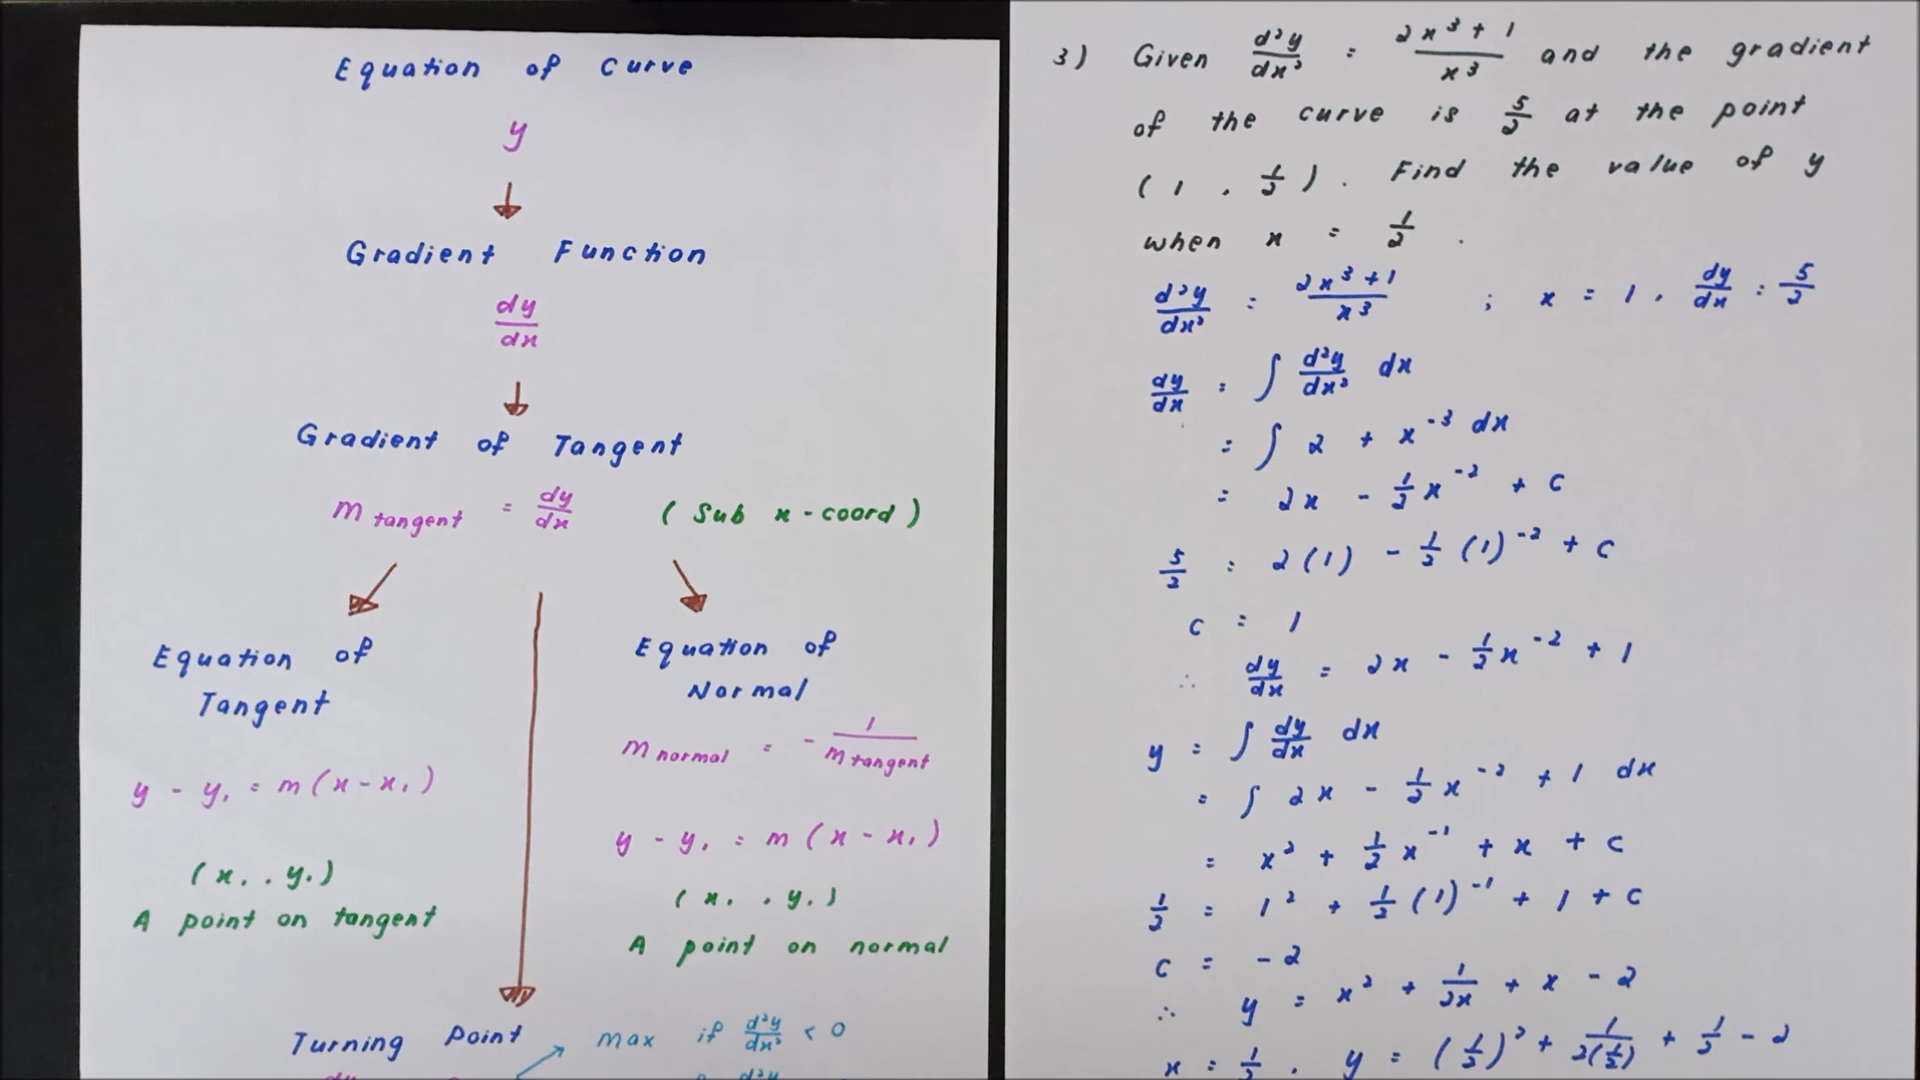 Equation of Curve
y
Gradient Function
dy/dx
Gradient of Tangent
m tangent = dy/dx (Sub x-coord)
Equation of
Tangent
y - y₁ = m(x - x₁)
(x₁, y₁)
A point on tangent
Equation of
Normal
m normal = - 1/m tangent
y - y₁ = m(x - x₁)
(x₁, y₁)
A point on normal
Turning Point
max if d²y/dx² < 0
3) Given d²y/dx² = (2x³ + 1)/x³ and the gradient
of the curve is 5/2 at the point
(1, 1/2). Find the value of y
when x = 1/2.
d²y/dx² = (2x³ + 1)/x³ ; x = 1, dy/dx = 5/2
dy/dx = ∫ d²y/dx² dx
= ∫ 2 + x⁻³ dx
= 2x - 1/2 x⁻² + C
5/2 = 2(1) - 1/2 (1)⁻² + C
C = 1
∴ dy/dx = 2x - 1/2 x⁻² + 1
y = ∫ dy/dx dx
= ∫ 2x - 1/2 x⁻² + 1 dx
= x² + 1/2 x⁻¹ + x + C
1/2 = 1² + 1/2 (1)⁻¹ + 1 + C
C = -2
∴ y = x² + 1/2x + x - 2
x = 1/2, y = (1/2)² + 1/2(1/2) + 1/2 - 2